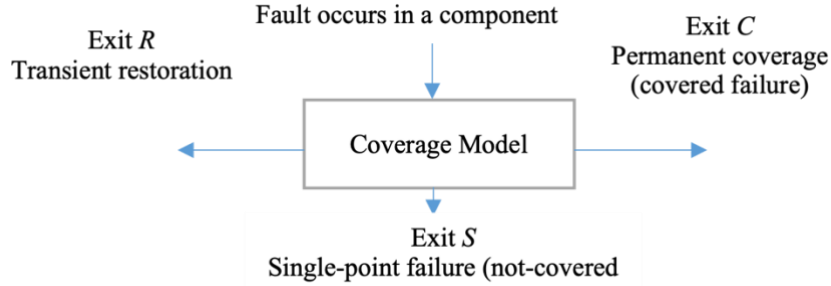 Fault occurs in a component
Exit R
Transient restoration
Exit C
Permanent coverage
(covered failure)
Coverage Model
Exit S
Single-point failure (not-covered